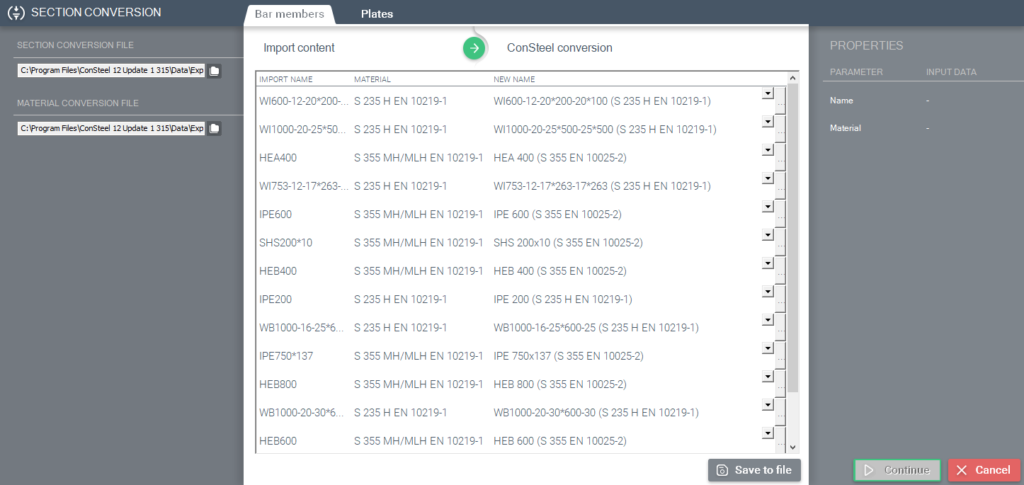 SECTION CONVERSION
Bar members
Plates
SECTION CONVERSION FILE
C:\Program Files\ConSteel 12 Update 1 315\Data\Exp
MATERIAL CONVERSION FILE
C:\Program Files\ConSteel 12 Update 1 315\Data\Exp
Import content
ConSteel conversion
IMPORT NAME MATERIAL NEW NAME
WI600-12-20*200-... S 235 H EN 10219-1 WI600-12-20*200-20*100 (S 235 H EN 10219-1)
WI1000-20-25*50... S 235 H EN 10219-1 WI1000-20-25*500-25*500 (S 235 H EN 10219-1)
HEA400 S 355 MH/MLH EN 10219-1 HEA 400 (S 355 EN 10025-2)
WI753-12-17*263-... S 235 H EN 10219-1 WI753-12-17*263-17*263 (S 235 H EN 10219-1)
IPE600 S 355 MH/MLH EN 10219-1 IPE 600 (S 355 EN 10025-2)
SHS200*10 S 355 MH/MLH EN 10219-1 SHS 200x10 (S 355 EN 10025-2)
HEB400 S 355 MH/MLH EN 10219-1 HEB 400 (S 355 EN 10025-2)
IPE200 S 235 H EN 10219-1 IPE 200 (S 235 H EN 10219-1)
WB1000-16-25*6... S 235 H EN 10219-1 WB1000-16-25*600-25 (S 235 H EN 10219-1)
IPE750*137 S 355 MH/MLH EN 10219-1 IPE 750x137 (S 355 EN 10025-2)
HEB800 S 355 MH/MLH EN 10219-1 HEB 800 (S 355 EN 10025-2)
WB1000-20-30*6... S 235 H EN 10219-1 WB1000-20-30*600-30 (S 235 H EN 10219-1)
HEB600 S 355 MH/MLH EN 10219-1 HEB 600 (S 355 EN 10025-2)
Save to file
PROPERTIES
PARAMETER INPUT DATA
Name -
Material -
Continue
Cancel